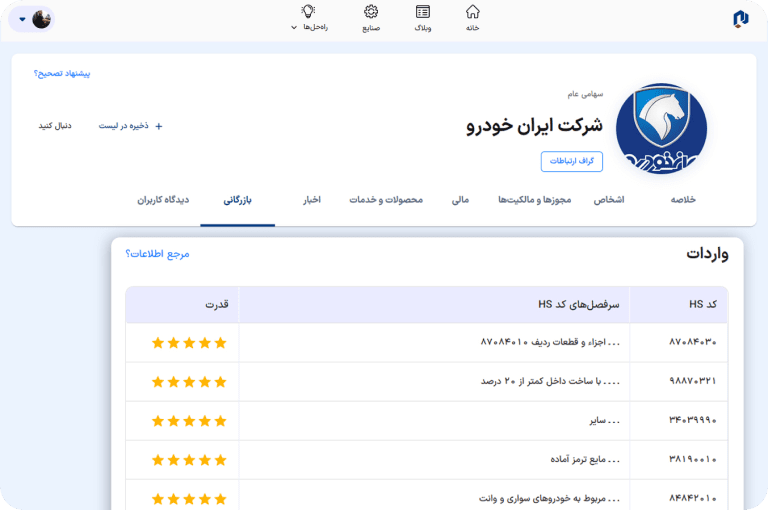 خانه
وبلاگ
صنایع
راه‌حل‌ها
پیشنهاد تصحیح؟
سهامی عام
شرکت ایران خودرو
گراف ارتباطات
+ ذخیره در لیست
دنبال کنید
خلاصه
اشخاص
مجوزها و مالکیت‌ها
مالی
محصولات و خدمات
اخبار
بازرگانی
دیدگاه کاربران
واردات
مرجع اطلاعات؟
کد HS
سرفصل‌های کد HS
قدرت
۸۷۰۸۴۰۳۰
. . . اجزاء و قطعات ردیف ۸۷۰۸۴۰۱۰
۹۸۸۷۰۳۲۱
. . . . با ساخت داخل کمتر از ۲۰ درصد
۳۴۰۳۹۹۹۰
. . . سایر
۳۸۱۹۰۰۱۰
. . . مایع ترمز آماده
۸۴۸۴۲۰۱۰
. . . مربوط به خودروهای سواری و وانت